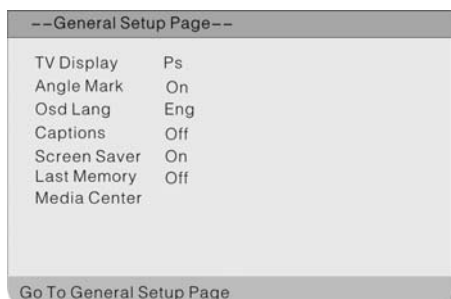 --General Setup Page--
TV Display Ps
Angle Mark On
Osd Lang Eng
Captions Off
Screen Saver On
Last Memory Off
Media Center
Go To General Setup Page